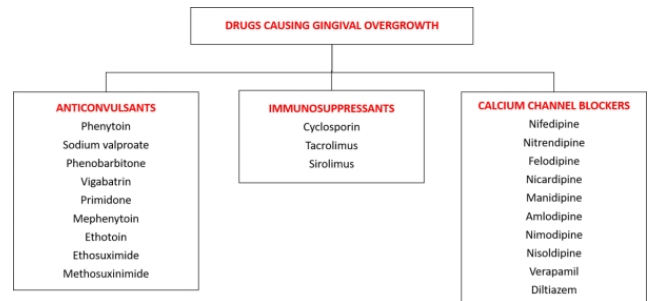 DRUGS CAUSING GINGIVAL OVERGROWTH
ANTICONVULSANTS
Phenytoin
Sodium valproate
Phenobarbitone
Vigabatrin
Primidone
Mephenytoin
Ethotoin
Ethosuximide
Methosuxinimide
IMMUNOSUPPRESSANTS
Cyclosporin
Tacrolimus
Sirolimus
CALCIUM CHANNEL BLOCKERS
Nifedipine
Nitrendipine
Felodipine
Nicardipine
Manidipine
Amlodipine
Nimodipine
Nisoldipine
Verapamil
Diltiazem